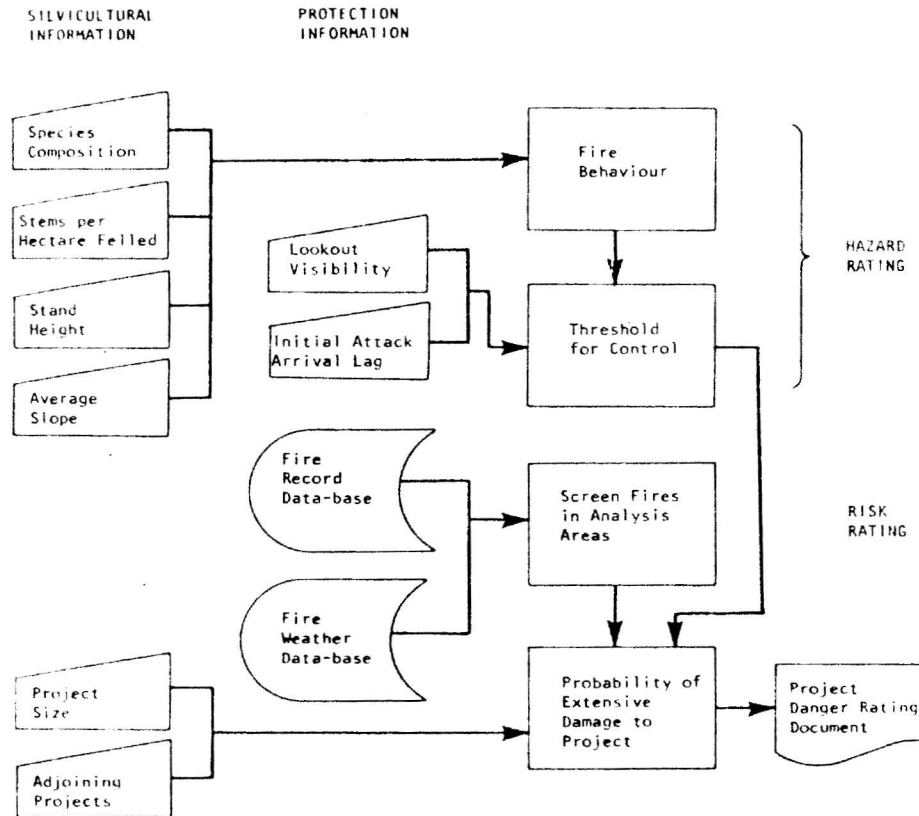 SILVICULTURAL
INFORMATION
PROTECTION
INFORMATION
Species
Composition
Stems per
Hectare Felled
Stand
Height
Average
Slope
Lookout
Visibility
Initial Attack
Arrival Lag
Fire
Behaviour
Threshold
for Control
HAZARD
RATING
Fire
Record
Data-base
Fire
Weather
Data-base
Screen Fires
in Analysis
Areas
RISK
RATING
Project
Size
Adjoining
Projects
Probability of
Extensive
Damage to
Project
Project
Danger Rating
Document